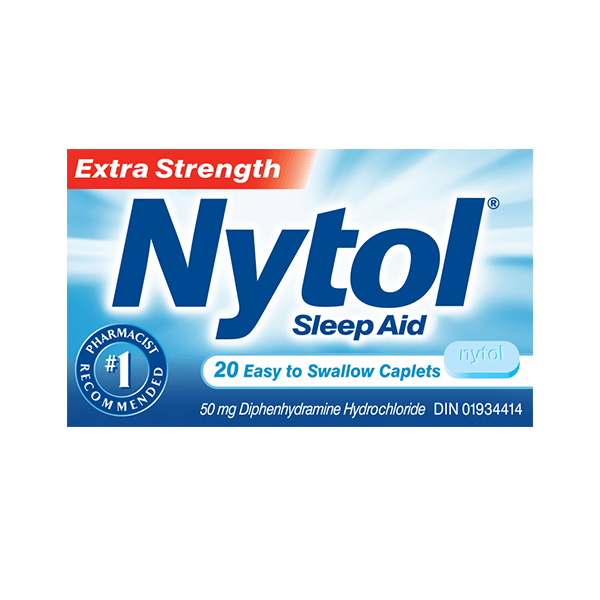 Extra Strength
Nytol®
Sleep Aid
PHARMACIST
#1
RECOMMENDED
20 Easy to Swallow Caplets
nytol
50 mg Diphenhydramine Hydrochloride DIN 01934414